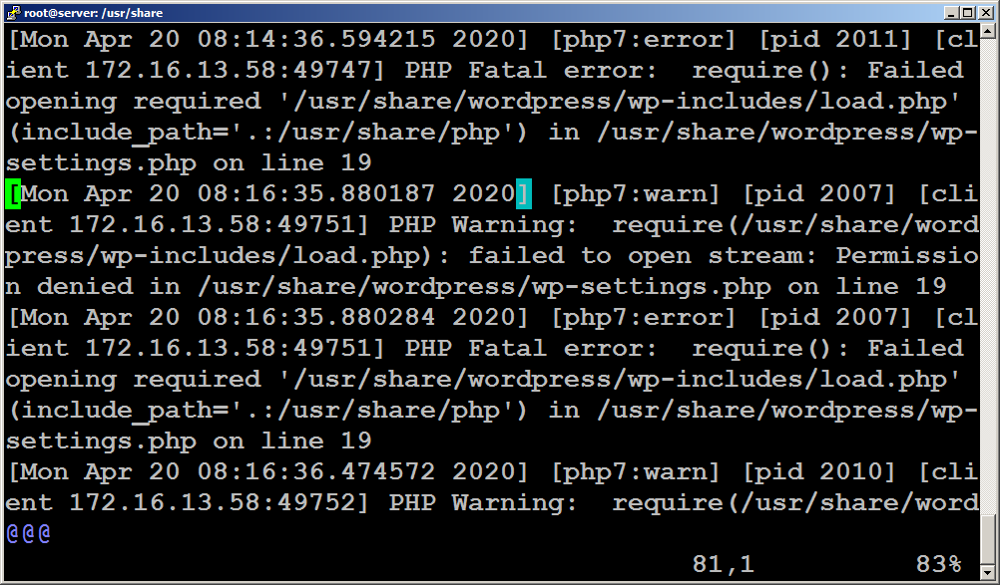 root@server: /usr/share
[Mon Apr 20 08:14:36.594215 2020] [php7:error] [pid 2011] [cl
ient 172.16.13.58:49747] PHP Fatal error:  require(): Failed
opening required '/usr/share/wordpress/wp-includes/load.php'
(include_path='.:/usr/share/php') in /usr/share/wordpress/wp-
settings.php on line 19
[Mon Apr 20 08:16:35.880187 2020] [php7:warn] [pid 2007] [cli
ent 172.16.13.58:49751] PHP Warning:  require(/usr/share/word
press/wp-includes/load.php): failed to open stream: Permissio
n denied in /usr/share/wordpress/wp-settings.php on line 19
[Mon Apr 20 08:16:35.880284 2020] [php7:error] [pid 2007] [cl
ient 172.16.13.58:49751] PHP Fatal error:  require(): Failed
opening required '/usr/share/wordpress/wp-includes/load.php'
(include_path='.:/usr/share/php') in /usr/share/wordpress/wp-
settings.php on line 19
[Mon Apr 20 08:16:36.474572 2020] [php7:warn] [pid 2010] [cli
ent 172.16.13.58:49752] PHP Warning:  require(/usr/share/word
@@@
81,1 83%